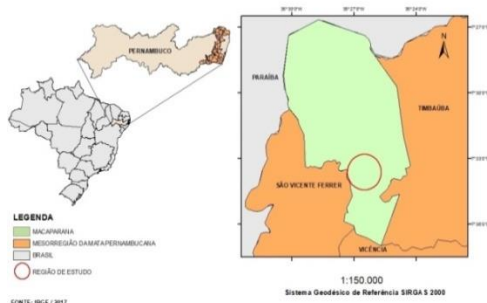 PERNAMBUCO
PARAÍBA
TIMBAÚBA
SÃO VICENTE FERRER
VICÊNCIA
N
LEGENDA
MACAPARANA
MESORREGIÃO DA MATA PERNAMBUCANA
BRASIL
REGIÃO DE ESTUDO
1:150.000
Sistema Geodésico de Referência SIRGAS 2000
FONTE: IBGE / 2017